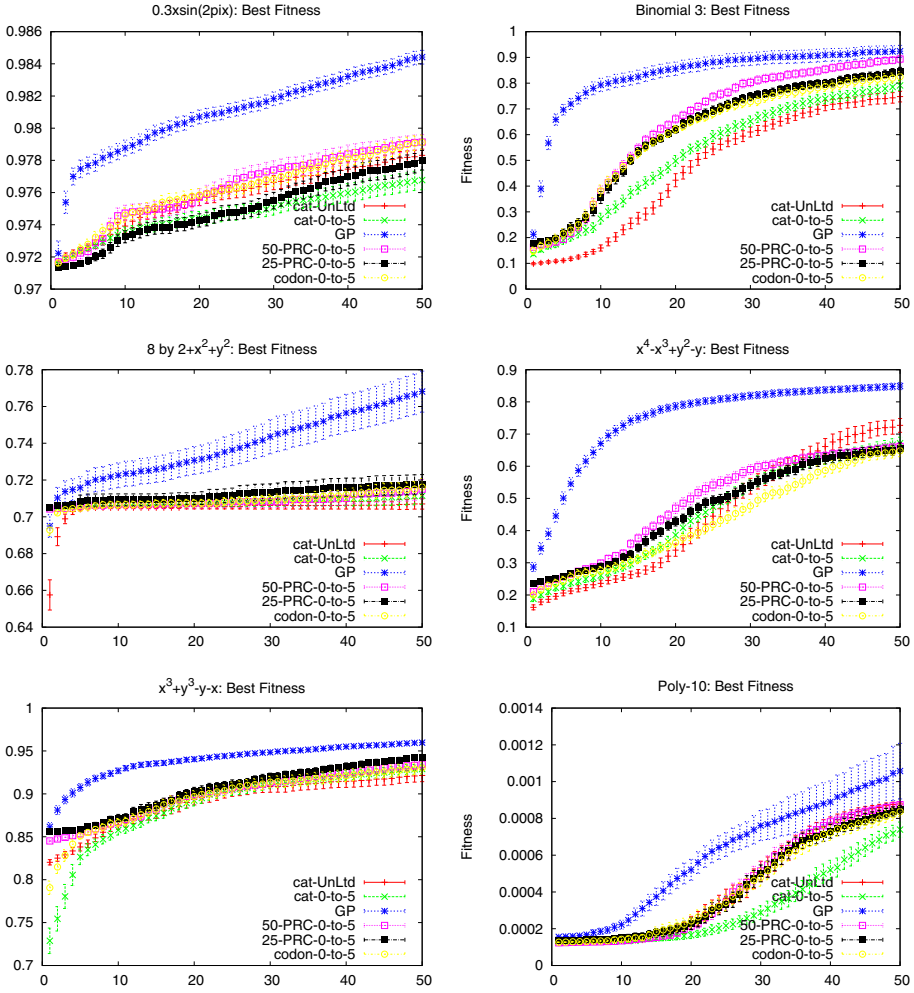 0.3xsin(2pix): Best Fitness
0.986
0.984
0.982
0.98
0.978
0.976
0.974
0.972
0.97
cat-UnLtd
cat-0-to-5
GP
50-PRC-0-to-5
25-PRC-0-to-5
codon-0-to-5
0 10 20 30 40 50
Binomial 3: Best Fitness
Fitness
1
0.9
0.8
0.7
0.6
0.5
0.4
0.3
0.2
0.1
0
cat-UnLtd
cat-0-to-5
GP
50-PRC-0-to-5
25-PRC-0-to-5
codon-0-to-5
0 10 20 30 40 50
8 by 2+x²+y²: Best Fitness
0.78
0.76
0.74
0.72
0.7
0.68
0.66
0.64
cat-UnLtd
cat-0-to-5
GP
50-PRC-0-to-5
25-PRC-0-to-5
codon-0-to-5
0 10 20 30 40 50
x⁴-x³+y²-y: Best Fitness
0.9
0.8
0.7
0.6
0.5
0.4
0.3
0.2
0.1
cat-UnLtd
cat-0-to-5
GP
50-PRC-0-to-5
25-PRC-0-to-5
codon-0-to-5
0 10 20 30 40 50
x³+y³-y-x: Best Fitness
1
0.95
0.9
0.85
0.8
0.75
0.7
cat-UnLtd
cat-0-to-5
GP
50-PRC-0-to-5
25-PRC-0-to-5
codon-0-to-5
0 10 20 30 40 50
Poly-10: Best Fitness
Fitness
0.0014
0.0012
0.001
0.0008
0.0006
0.0004
0.0002
0
cat-UnLtd
cat-0-to-5
GP
50-PRC-0-to-5
25-PRC-0-to-5
codon-0-to-5
0 10 20 30 40 50